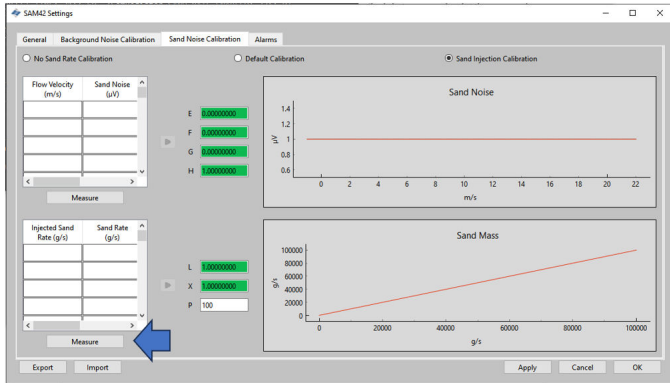 SAM42 Settings
General Background Noise Calibration Sand Noise Calibration Alarms
No Sand Rate Calibration Default Calibration Sand Injection Calibration
Flow Velocity (m/s) Sand Noise (µV)
E 0.00000000
F 0.00000000
G 0.00000000
H 1.00000000
Measure
Sand Noise
µV
1.4
1.2
1
0.8
0.6
0 2 4 6 8 10 12 14 16 18 20 22
m/s
Injected Sand Rate (g/s) Sand Rate (g/s)
L 1.00000000
X 1.00000000
P 100
Measure
Sand Mass
g/s
100000
80000
60000
40000
20000
0
0 20000 40000 60000 80000 100000
g/s
Export Import Apply Cancel OK